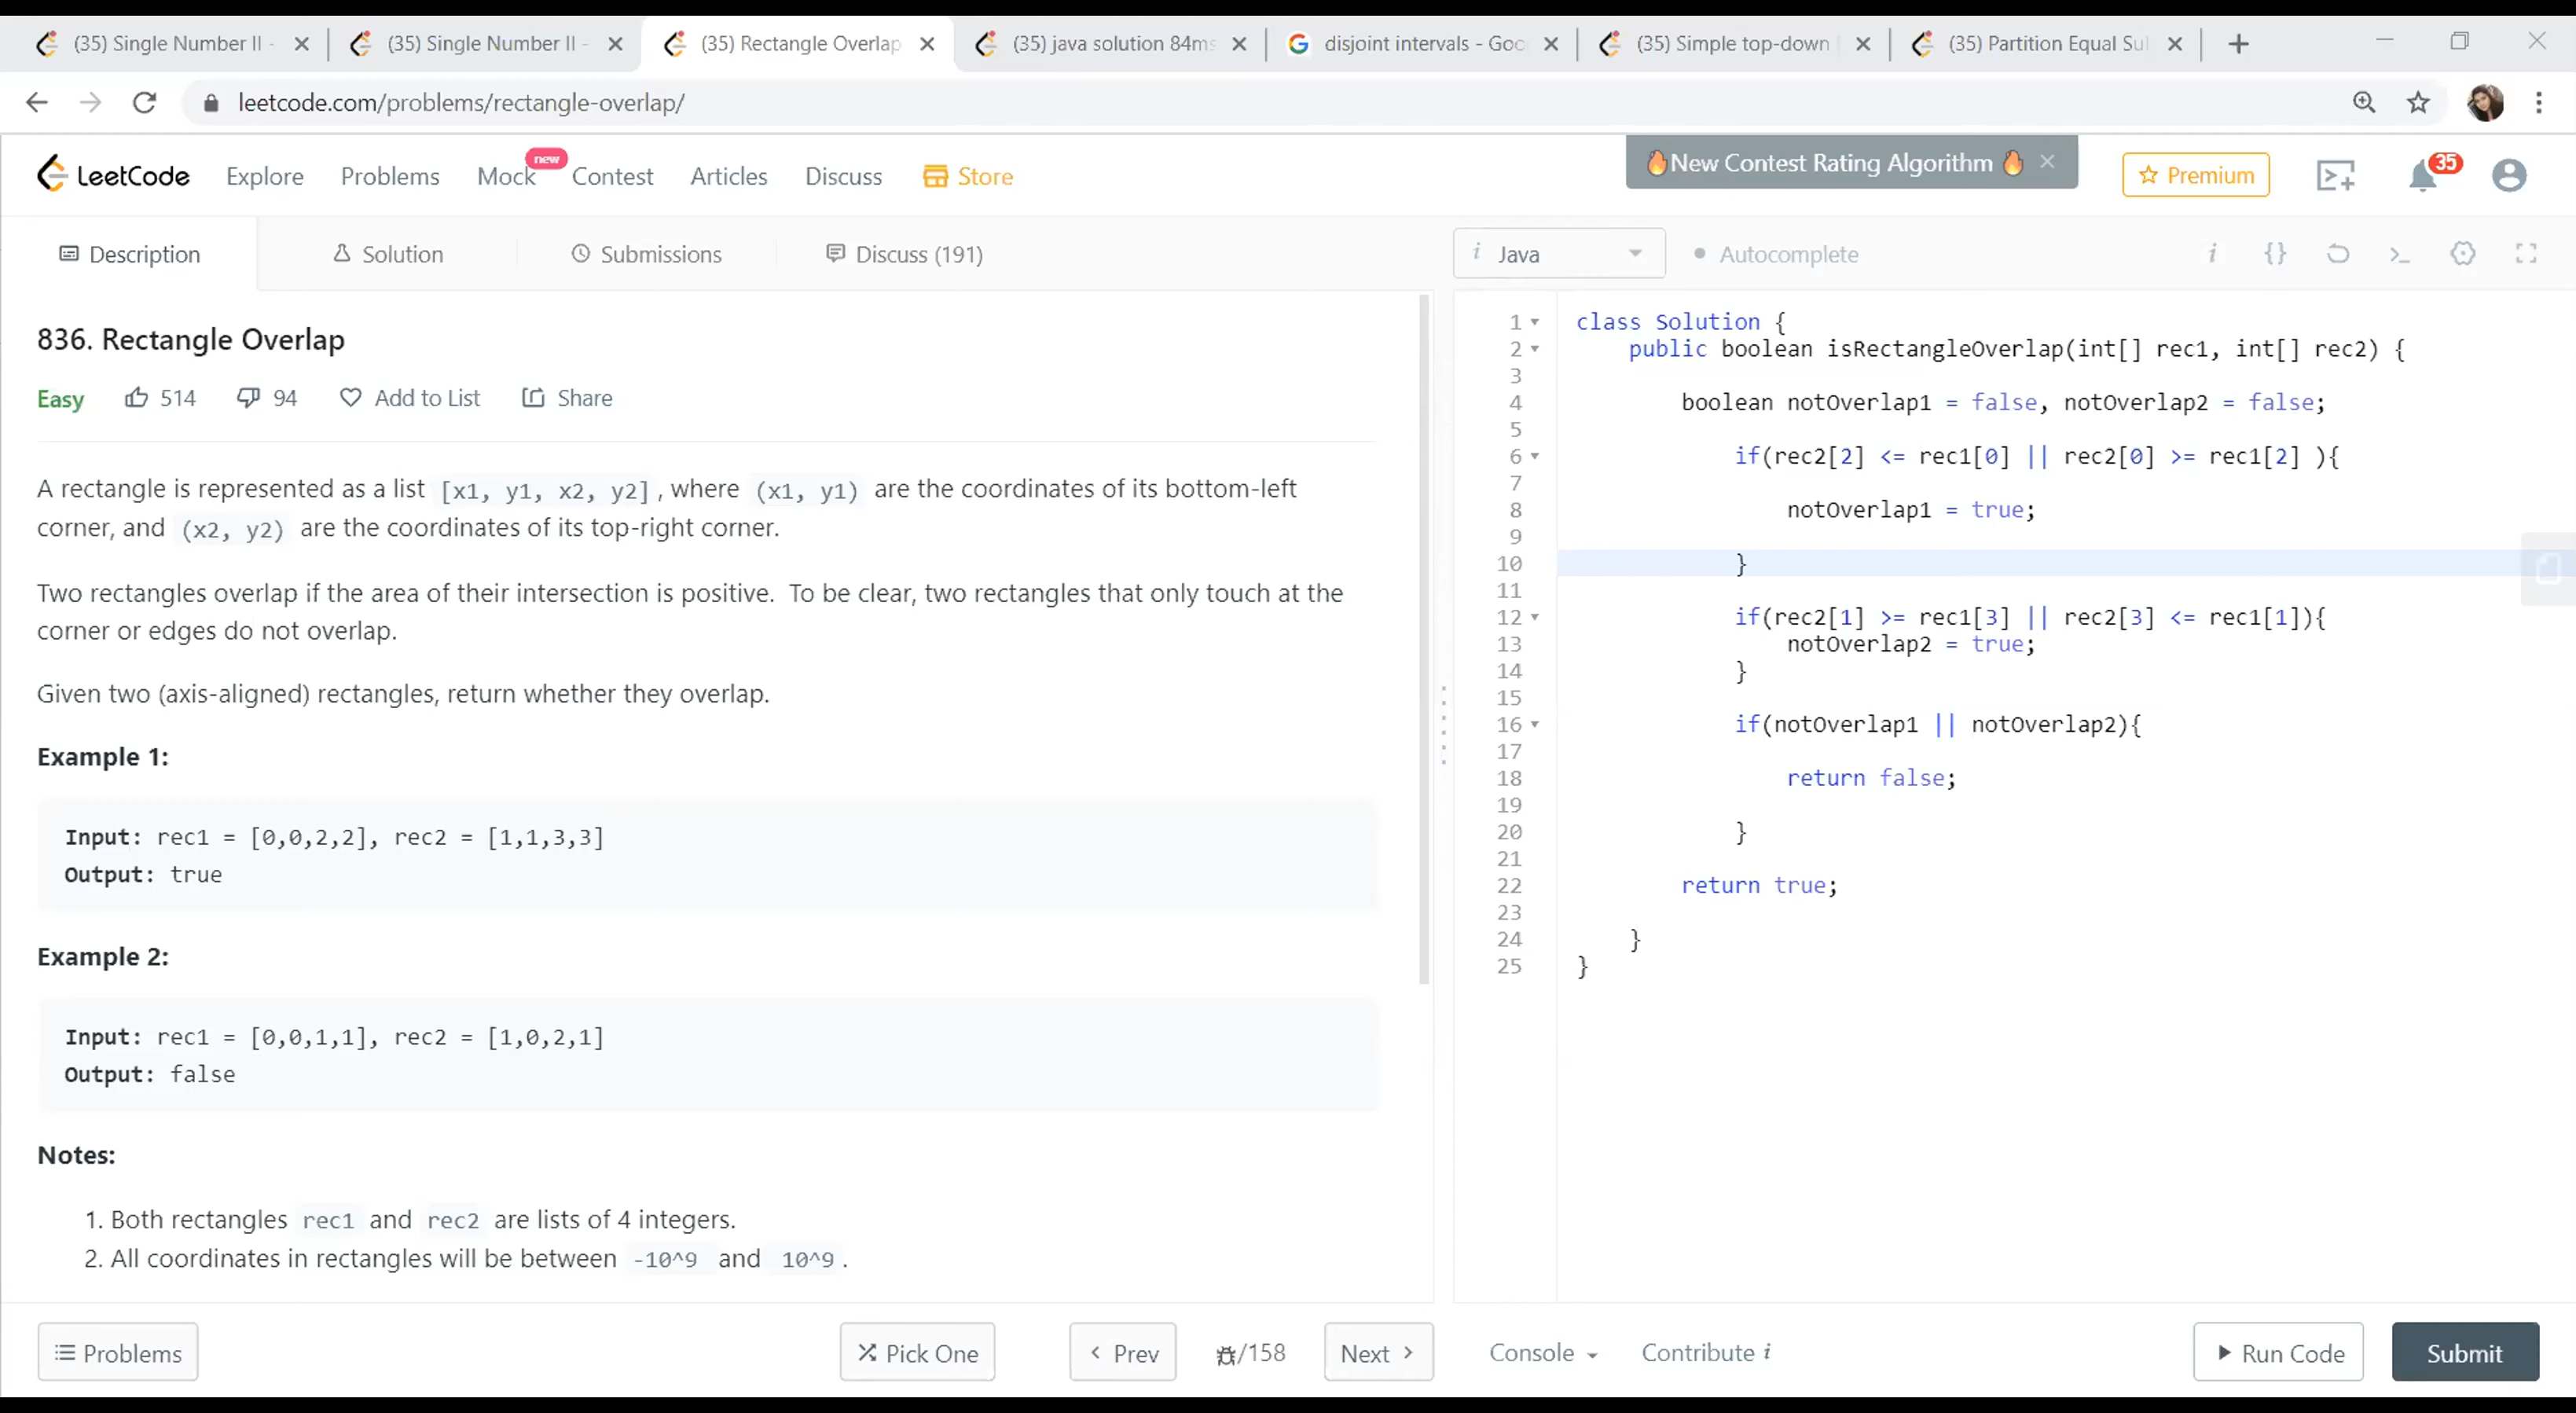 (35) Single Number II -
(35) Single Number II -
(35) Rectangle Overlap
(35) java solution 84ms
disjoint intervals - Goo
(35) Simple top-down
(35) Partition Equal Su
leetcode.com/problems/rectangle-overlap/
LeetCode
Explore
Problems
Mock
new
Contest
Articles
Discuss
Store
🔥New Contest Rating Algorithm 🔥
Premium
35
Description
Solution
Submissions
Discuss (191)
836. Rectangle Overlap
Easy
514
94
Add to List
Share
A rectangle is represented as a list [x1, y1, x2, y2], where (x1, y1) are the coordinates of its bottom-left
corner, and (x2, y2) are the coordinates of its top-right corner.
Two rectangles overlap if the area of their intersection is positive. To be clear, two rectangles that only touch at the
corner or edges do not overlap.
Given two (axis-aligned) rectangles, return whether they overlap.
Example 1:
Input: rec1 = [0,0,2,2], rec2 = [1,1,3,3]
Output: true
Example 2:
Input: rec1 = [0,0,1,1], rec2 = [1,0,2,1]
Output: false
Notes:
1. Both rectangles rec1 and rec2 are lists of 4 integers.
2. All coordinates in rectangles will be between -10^9 and 10^9 .
Problems
Pick One
Prev
/158
Next
i Java
Autocomplete
i {}
1 class Solution {
2 public boolean isRectangleOverlap(int[] rec1, int[] rec2) {
3
4 boolean notOverlap1 = false, notOverlap2 = false;
5
6 if(rec2[2] <= rec1[0] || rec2[0] >= rec1[2] ){
7
8 notOverlap1 = true;
9
10 }
11
12 if(rec2[1] >= rec1[3] || rec2[3] <= rec1[1]){
13 notOverlap2 = true;
14 }
15
16 if(notOverlap1 || notOverlap2){
17
18 return false;
19
20 }
21
22 return true;
23
24 }
25 }
Console
Contribute i
Run Code
Submit